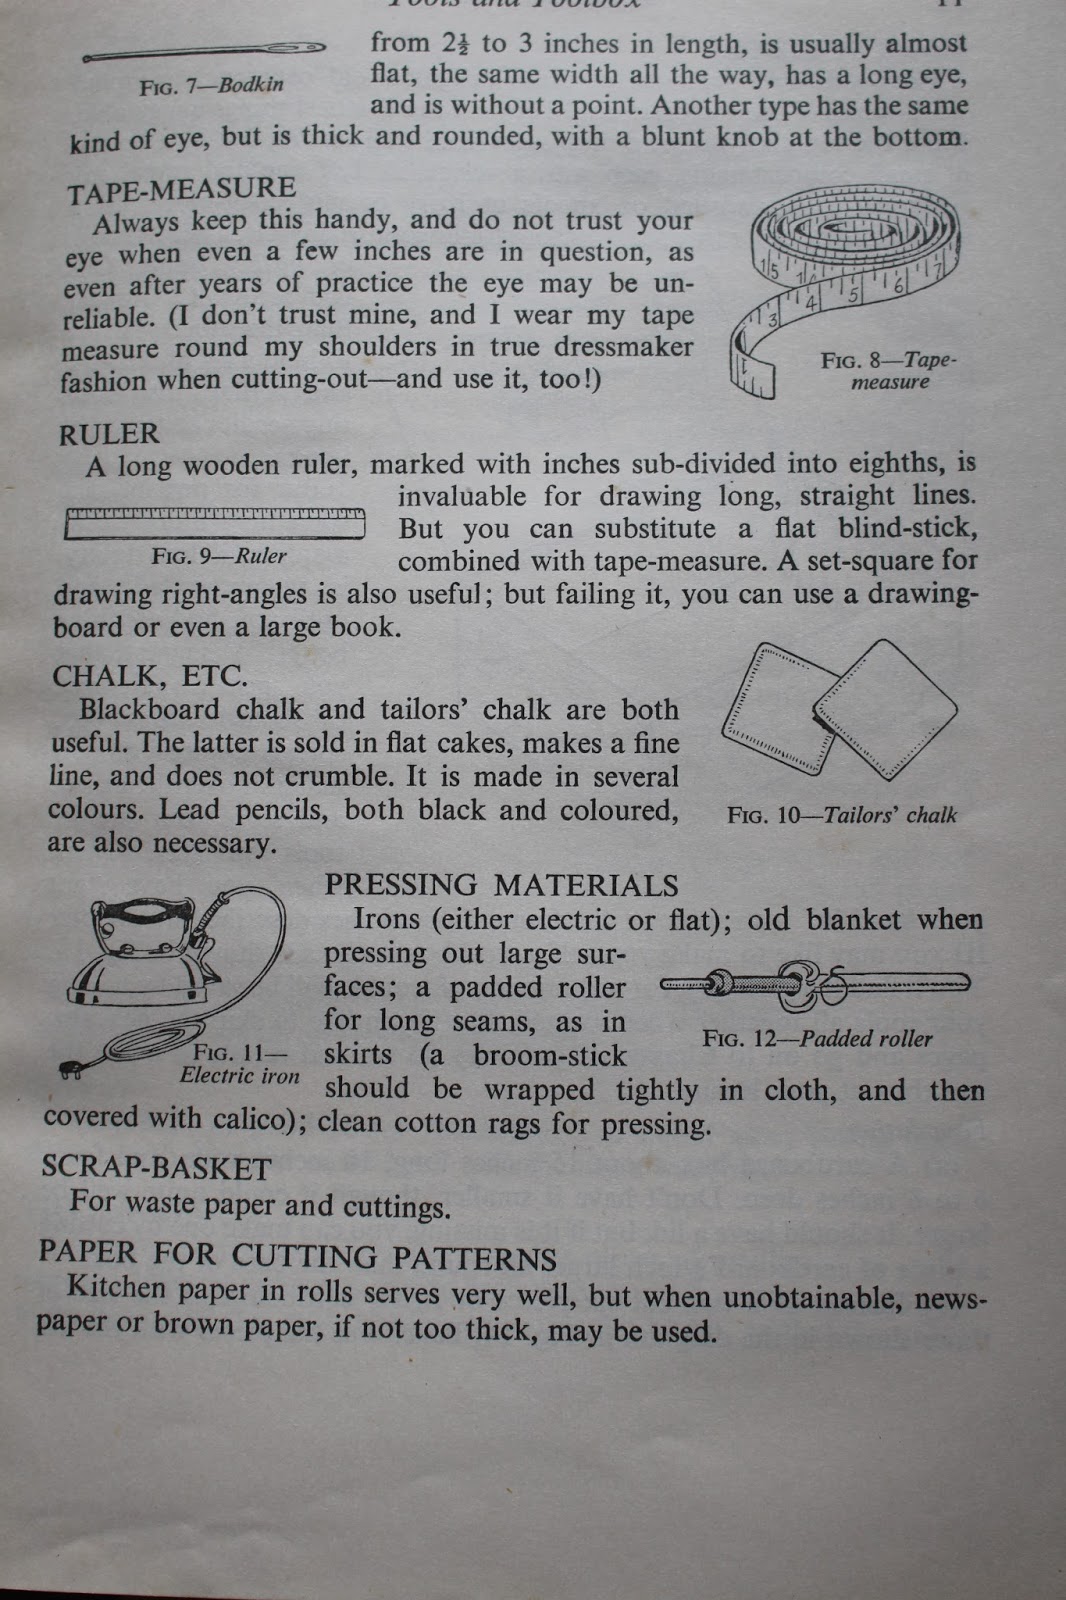 Tools and Toolbox 11
from 2½ to 3 inches in length, is usually almost
flat, the same width all the way, has a long eye,
FIG. 7—Bodkin
and is without a point. Another type has the same
kind of eye, but is thick and rounded, with a blunt knob at the bottom.
TAPE-MEASURE
Always keep this handy, and do not trust your
eye when even a few inches are in question, as
even after years of practice the eye may be un-
reliable. (I don't trust mine, and I wear my tape
measure round my shoulders in true dressmaker
fashion when cutting-out—and use it, too!)
15 1 7
3 4 5 6
1
FIG. 8—Tape-
measure
RULER
A long wooden ruler, marked with inches sub-divided into eighths, is
invaluable for drawing long, straight lines.
But you can substitute a flat blind-stick,
FIG. 9—Ruler
combined with tape-measure. A set-square for
drawing right-angles is also useful; but failing it, you can use a drawing-
board or even a large book.
CHALK, ETC.
Blackboard chalk and tailors' chalk are both
useful. The latter is sold in flat cakes, makes a fine
line, and does not crumble. It is made in several
colours. Lead pencils, both black and coloured,
are also necessary.
FIG. 10—Tailors' chalk
PRESSING MATERIALS
Irons (either electric or flat); old blanket when
pressing out large sur-
faces; a padded roller
for long seams, as in
skirts (a broom-stick
FIG. 12—Padded roller
FIG. 11—
Electric iron
should be wrapped tightly in cloth, and then
covered with calico); clean cotton rags for pressing.
SCRAP-BASKET
For waste paper and cuttings.
PAPER FOR CUTTING PATTERNS
Kitchen paper in rolls serves very well, but when unobtainable, news-
paper or brown paper, if not too thick, may be used.